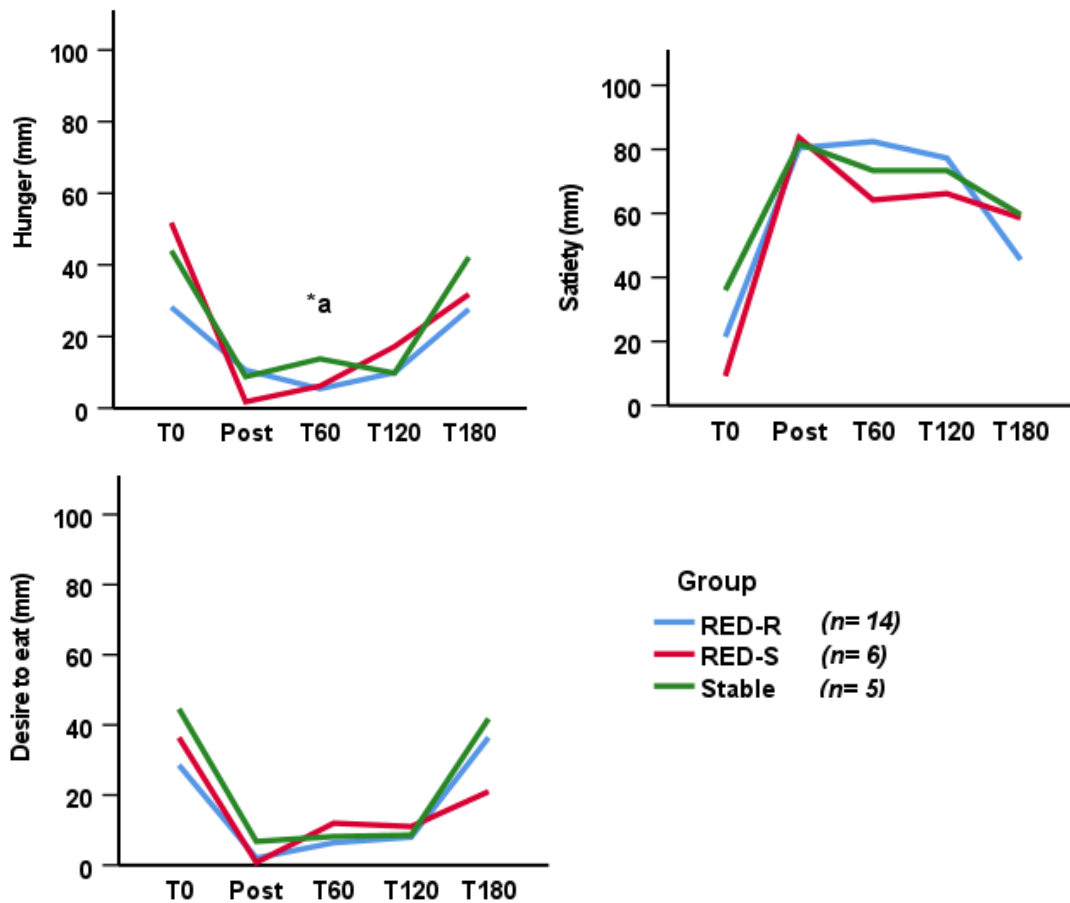 Hunger (mm)
100
80
60
40
20
0
*a
T0 Post T60 T120 T180
Satiety (mm)
100
80
60
40
20
0
T0 Post T60 T120 T180
Desire to eat (mm)
100
80
60
40
20
0
T0 Post T60 T120 T180
Group
RED-R (n= 14)
RED-S (n= 6)
Stable (n= 5)